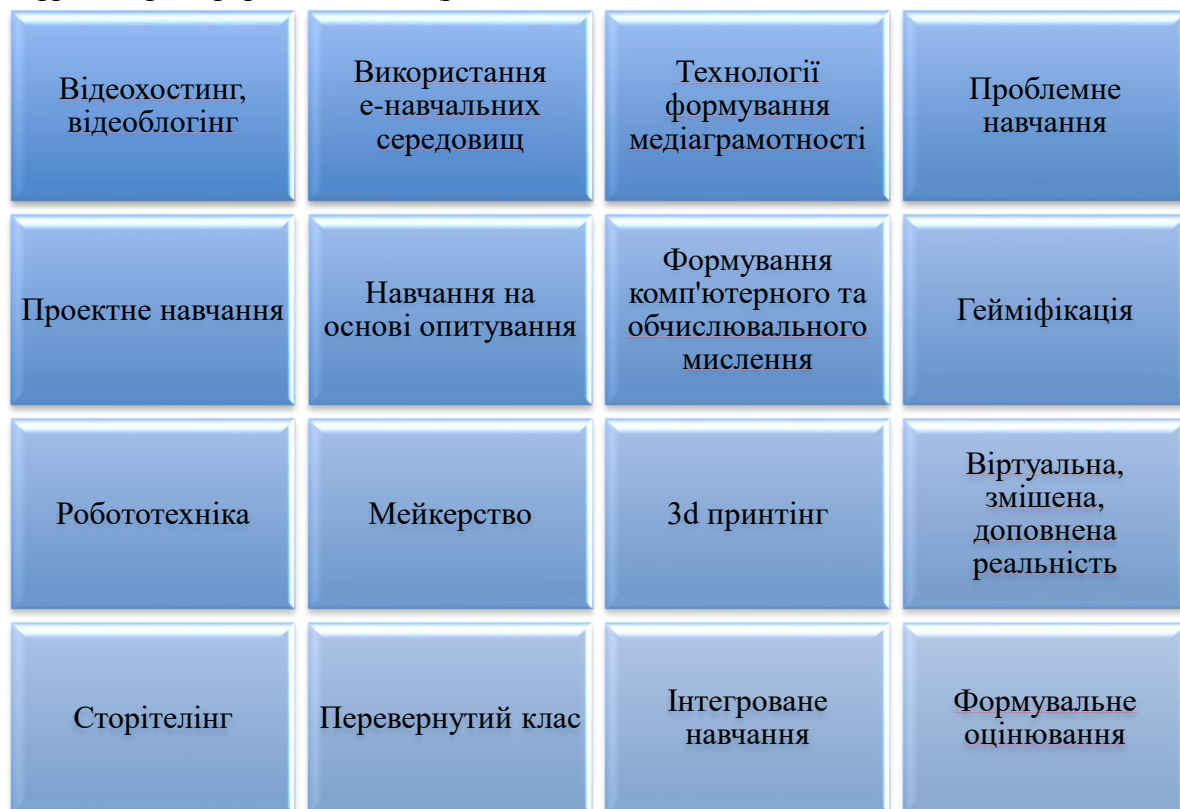 Відеохостинг,
відеоблогінг
Використання
е-навчальних
середовищ
Технології
формування
медіаграмотності
Проблемне
навчання
Проектне навчання
Навчання на
основі опитування
Формування
комп'ютерного та
обчислювального
мислення
Гейміфікація
Робототехніка
Мейкерство
3d принтінг
Віртуальна,
змішена,
доповнена
реальність
Сторітелінг
Перевернутий клас
Інтегроване
навчання
Формувальне
оцінювання